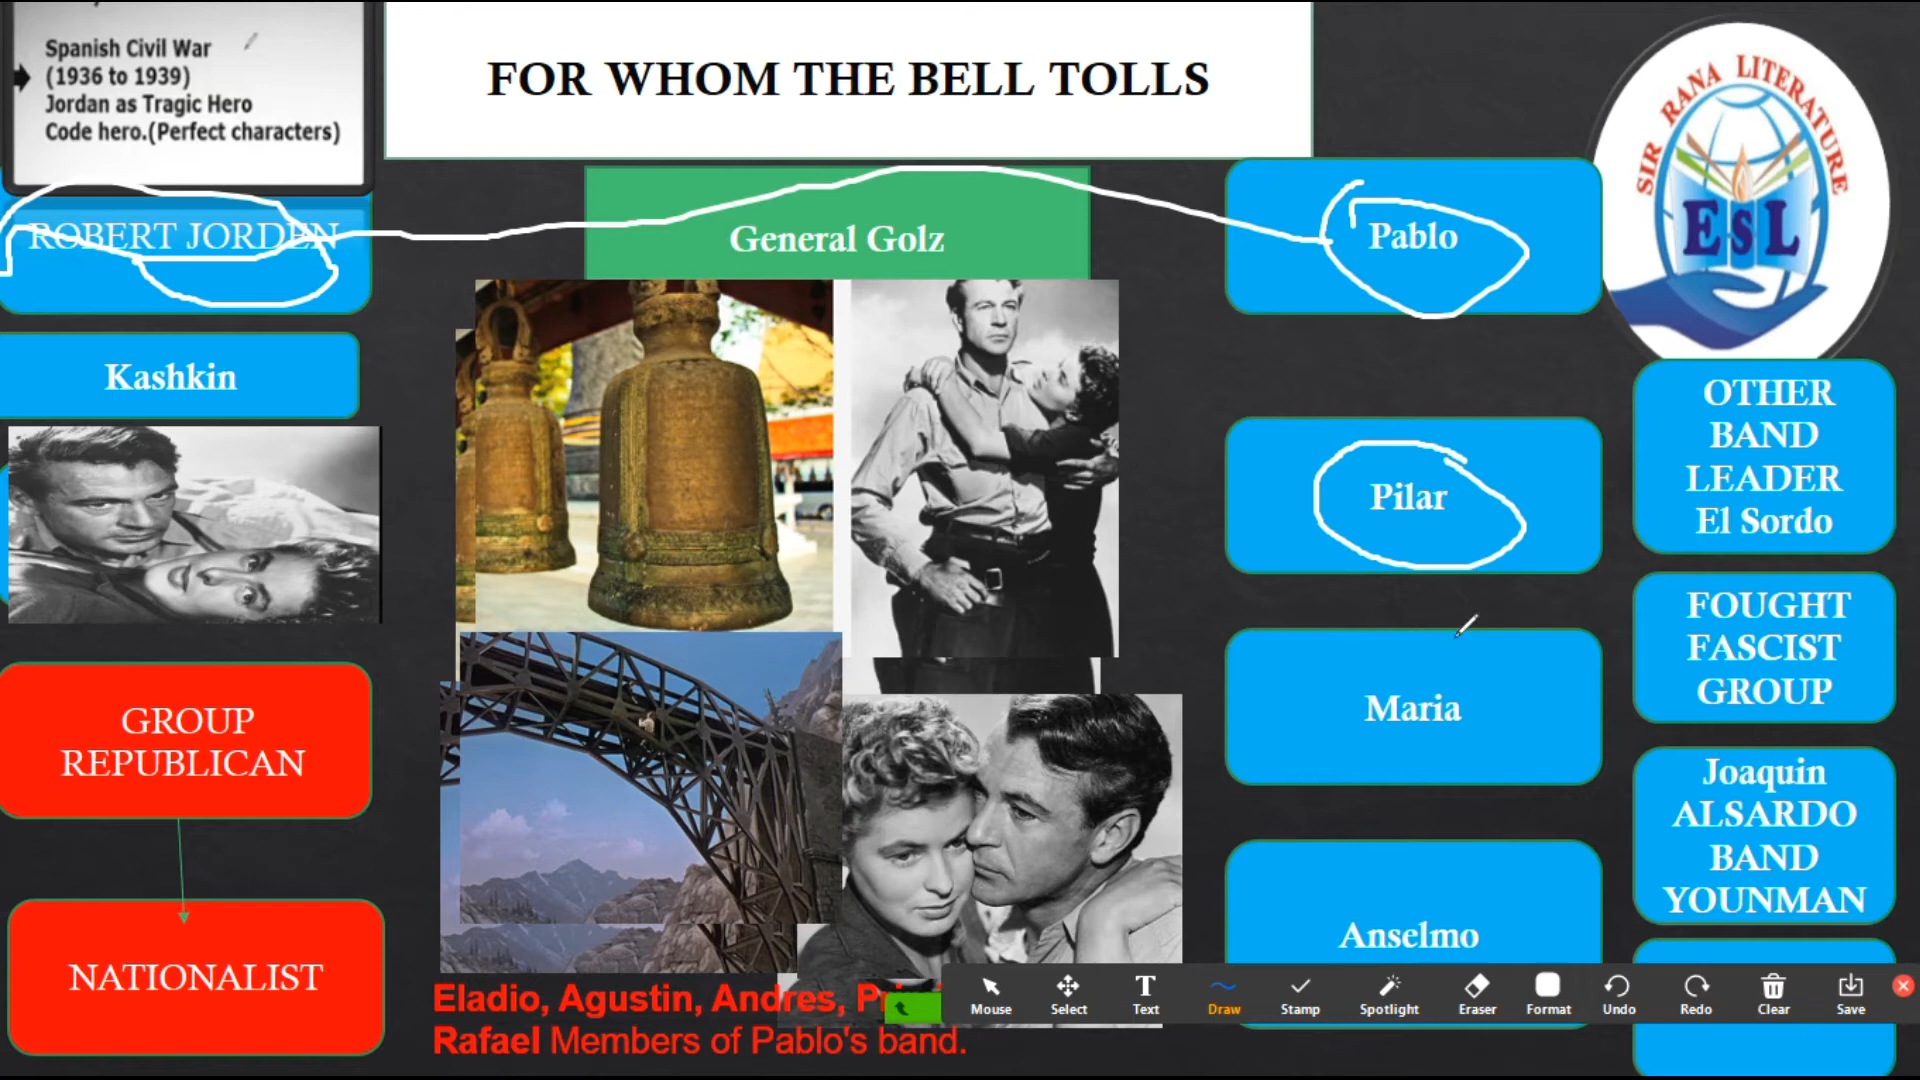 Spanish Civil War
(1936 to 1939)
Jordan as Tragic Hero
Code hero.(Perfect characters)
FOR WHOM THE BELL TOLLS
SIR RANA LITERATURE
ESL
ROBERT JORDEN
General Golz
Pablo
Kashkin
OTHER
BAND
LEADER
El Sordo
Pilar
FOUGHT
FASCIST
GROUP
GROUP
REPUBLICAN
Maria
Joaquin
ALSARDO
BAND
YOUNMAN
Anselmo
NATIONALIST
Eladio, Agustin, Andres,
Rafael Members of Pablo's band.
Mouse
Select
Text
Draw
Stamp
Spotlight
Eraser
Format
Undo
Redo
Clear
Save